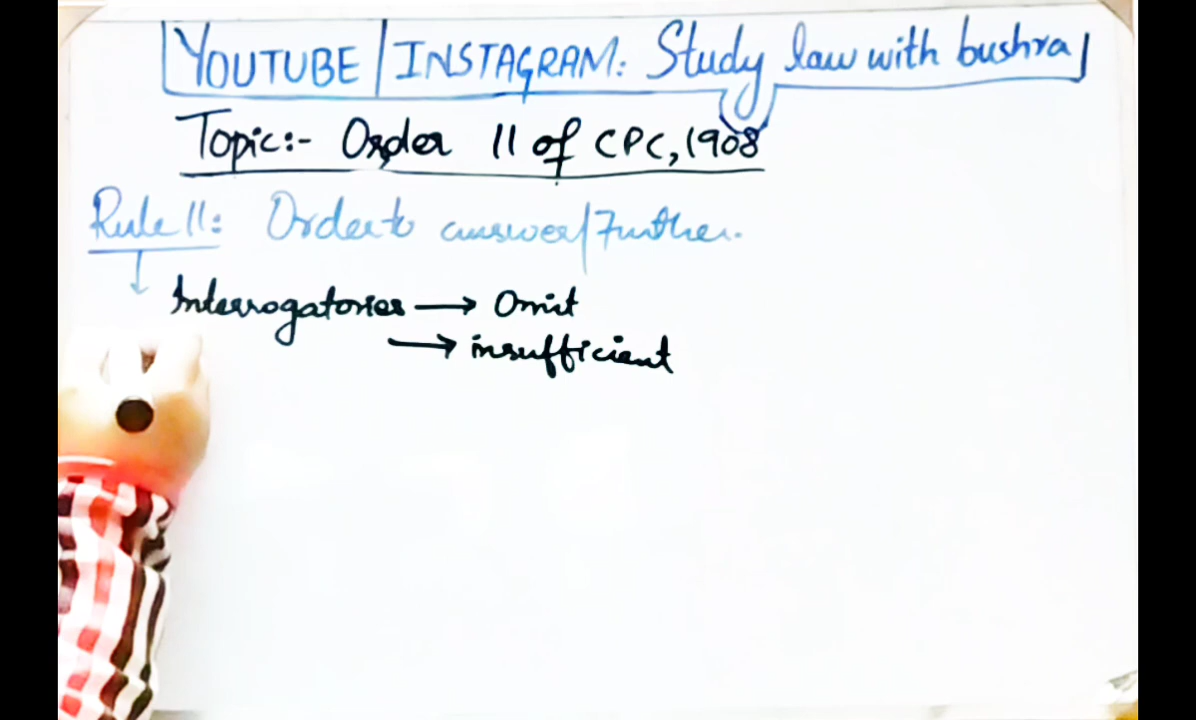 YOUTUBE | INSTAGRAM: Study law with bushra
Topic:- Order 11 of CPC, 1908
Rule 11: Order to answer/Further.
Interrogatories → Omit
→ insufficient